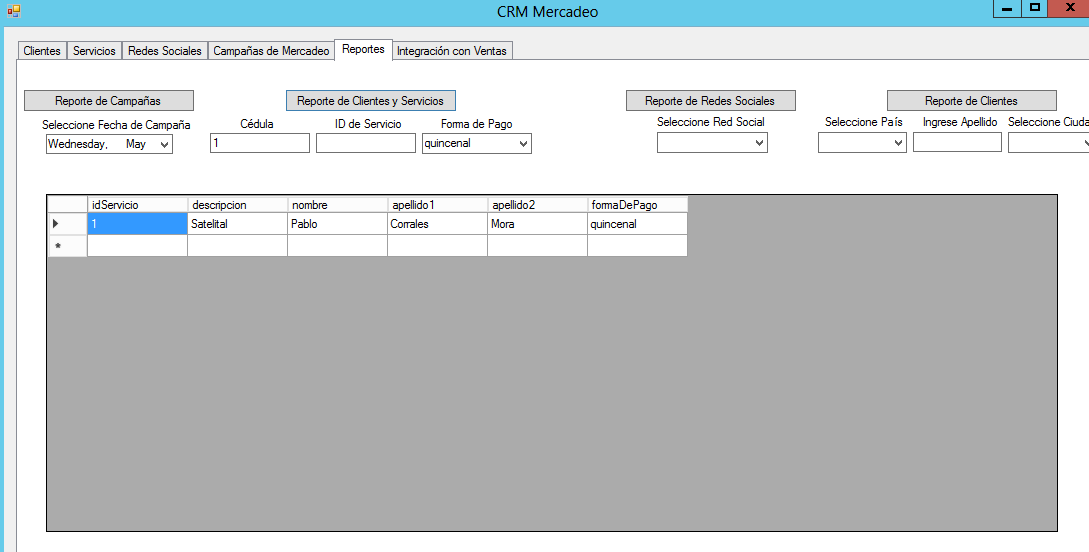 CRM Mercadeo
Clientes Servicios Redes Sociales Campañas de Mercadeo Reportes Integración con Ventas
Reporte de Campañas Reporte de Clientes y Servicios Reporte de Redes Sociales Reporte de Clientes
Seleccione Fecha de Campaña Cédula ID de Servicio Forma de Pago Seleccione Red Social Seleccione País Ingrese Apellido Seleccione Ciuda
Wednesday, May 1 quincenal
idServicio descripcion nombre apellido1 apellido2 formaDePago
1 Satelital Pablo Corrales Mora quincenal
*